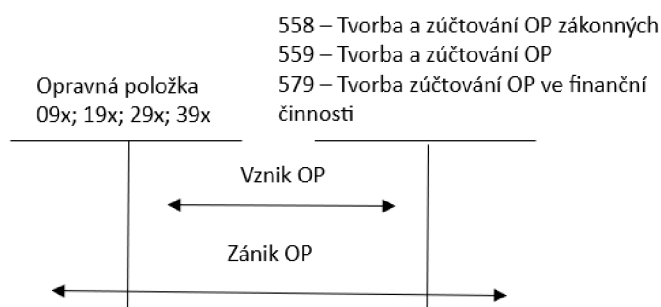 558 – Tvorba a zúčtování OP zákonných
559 – Tvorba a zúčtování OP
579 – Tvorba zúčtování OP ve finanční
činnosti
Opravná položka
09x; 19x; 29x; 39x
Vznik OP
Zánik OP